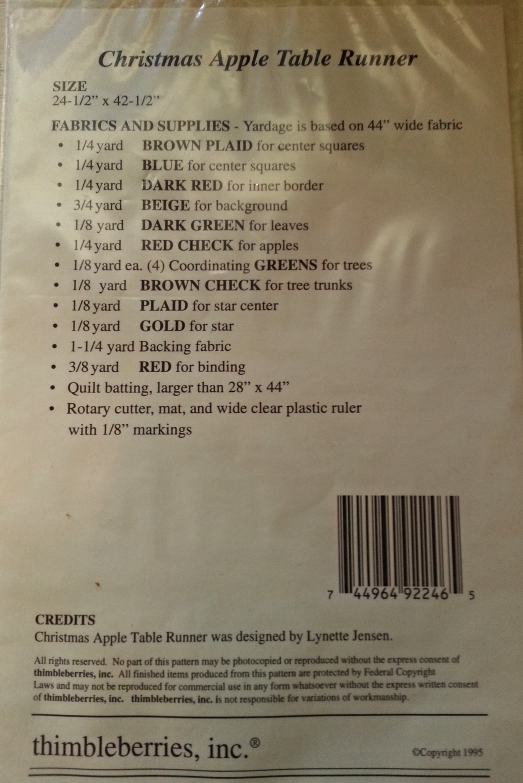 Christmas Apple Table Runner
SIZE
24-1/2" x 42-1/2"
FABRICS AND SUPPLIES - Yardage is based on 44" wide fabric
• 1/4 yard BROWN PLAID for center squares
• 1/4 yard BLUE for center squares
• 1/4 yard DARK RED for inner border
• 3/4 yard BEIGE for background
• 1/8 yard DARK GREEN for leaves
• 1/4 yard RED CHECK for apples
• 1/8 yard ea. (4) Coordinating GREENS for trees
• 1/8 yard BROWN CHECK for tree trunks
• 1/8 yard PLAID for star center
• 1/8 yard GOLD for star
• 1-1/4 yard Backing fabric
• 3/8 yard RED for binding
• Quilt batting, larger than 28" x 44"
• Rotary cutter, mat, and wide clear plastic ruler
with 1/8" markings
7 44964 92246 5
CREDITS
Christmas Apple Table Runner was designed by Lynette Jensen.
All rights reserved. No part of this pattern may be photocopied or reproduced without the express consent of
thimbleberries, inc. All finished items produced from this pattern are protected by Federal Copyright
Laws and may not be reproduced for commercial use in any form whatsoever without the express written consent
of thimbleberries, inc. thimbleberries, inc. is not responsible for variations of workmanship.
thimbleberries, inc.®
©Copyright 1995